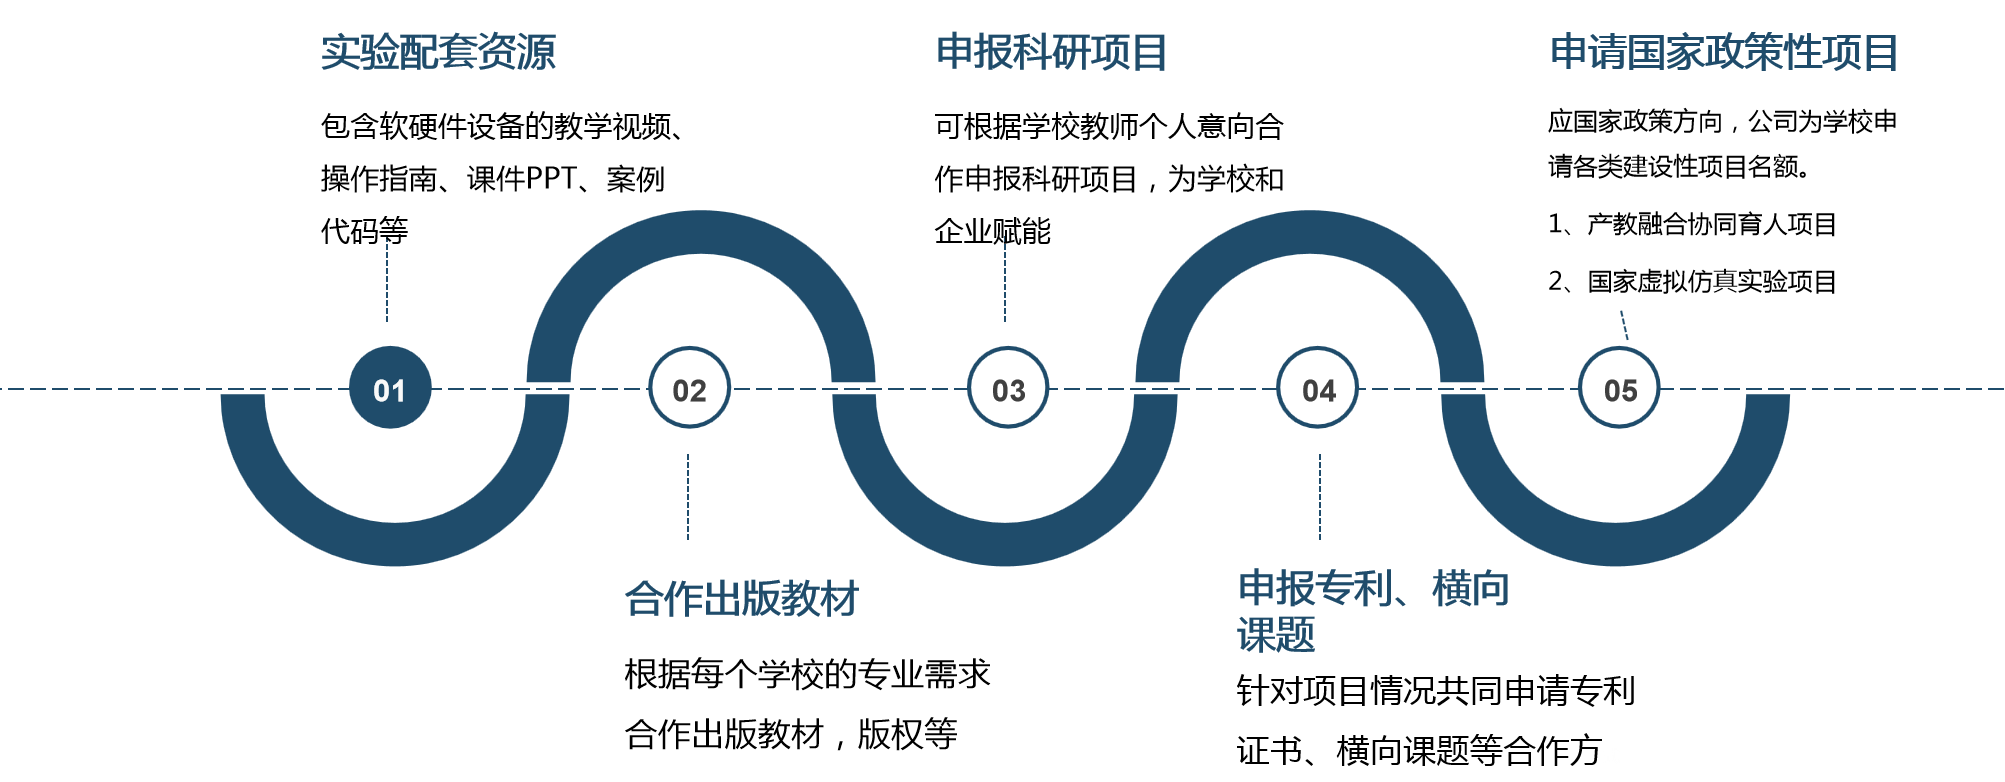 实验配套资源
包含软硬件设备的教学视频、
操作指南、课件PPT、案例
代码等
申报科研项目
可根据学校教师个人意向合
作申报科研项目，为学校和
企业赋能
申请国家政策性项目
应国家政策方向，公司为学校申
请各类建设性项目名额。
1、产教融合协同育人项目
2、国家虚拟仿真实验项目
01
02
03
04
05
合作出版教材
根据每个学校的专业需求
合作出版教材，版权等
申报专利、横向
课题
针对项目情况共同申请专利
证书、横向课题等合作方